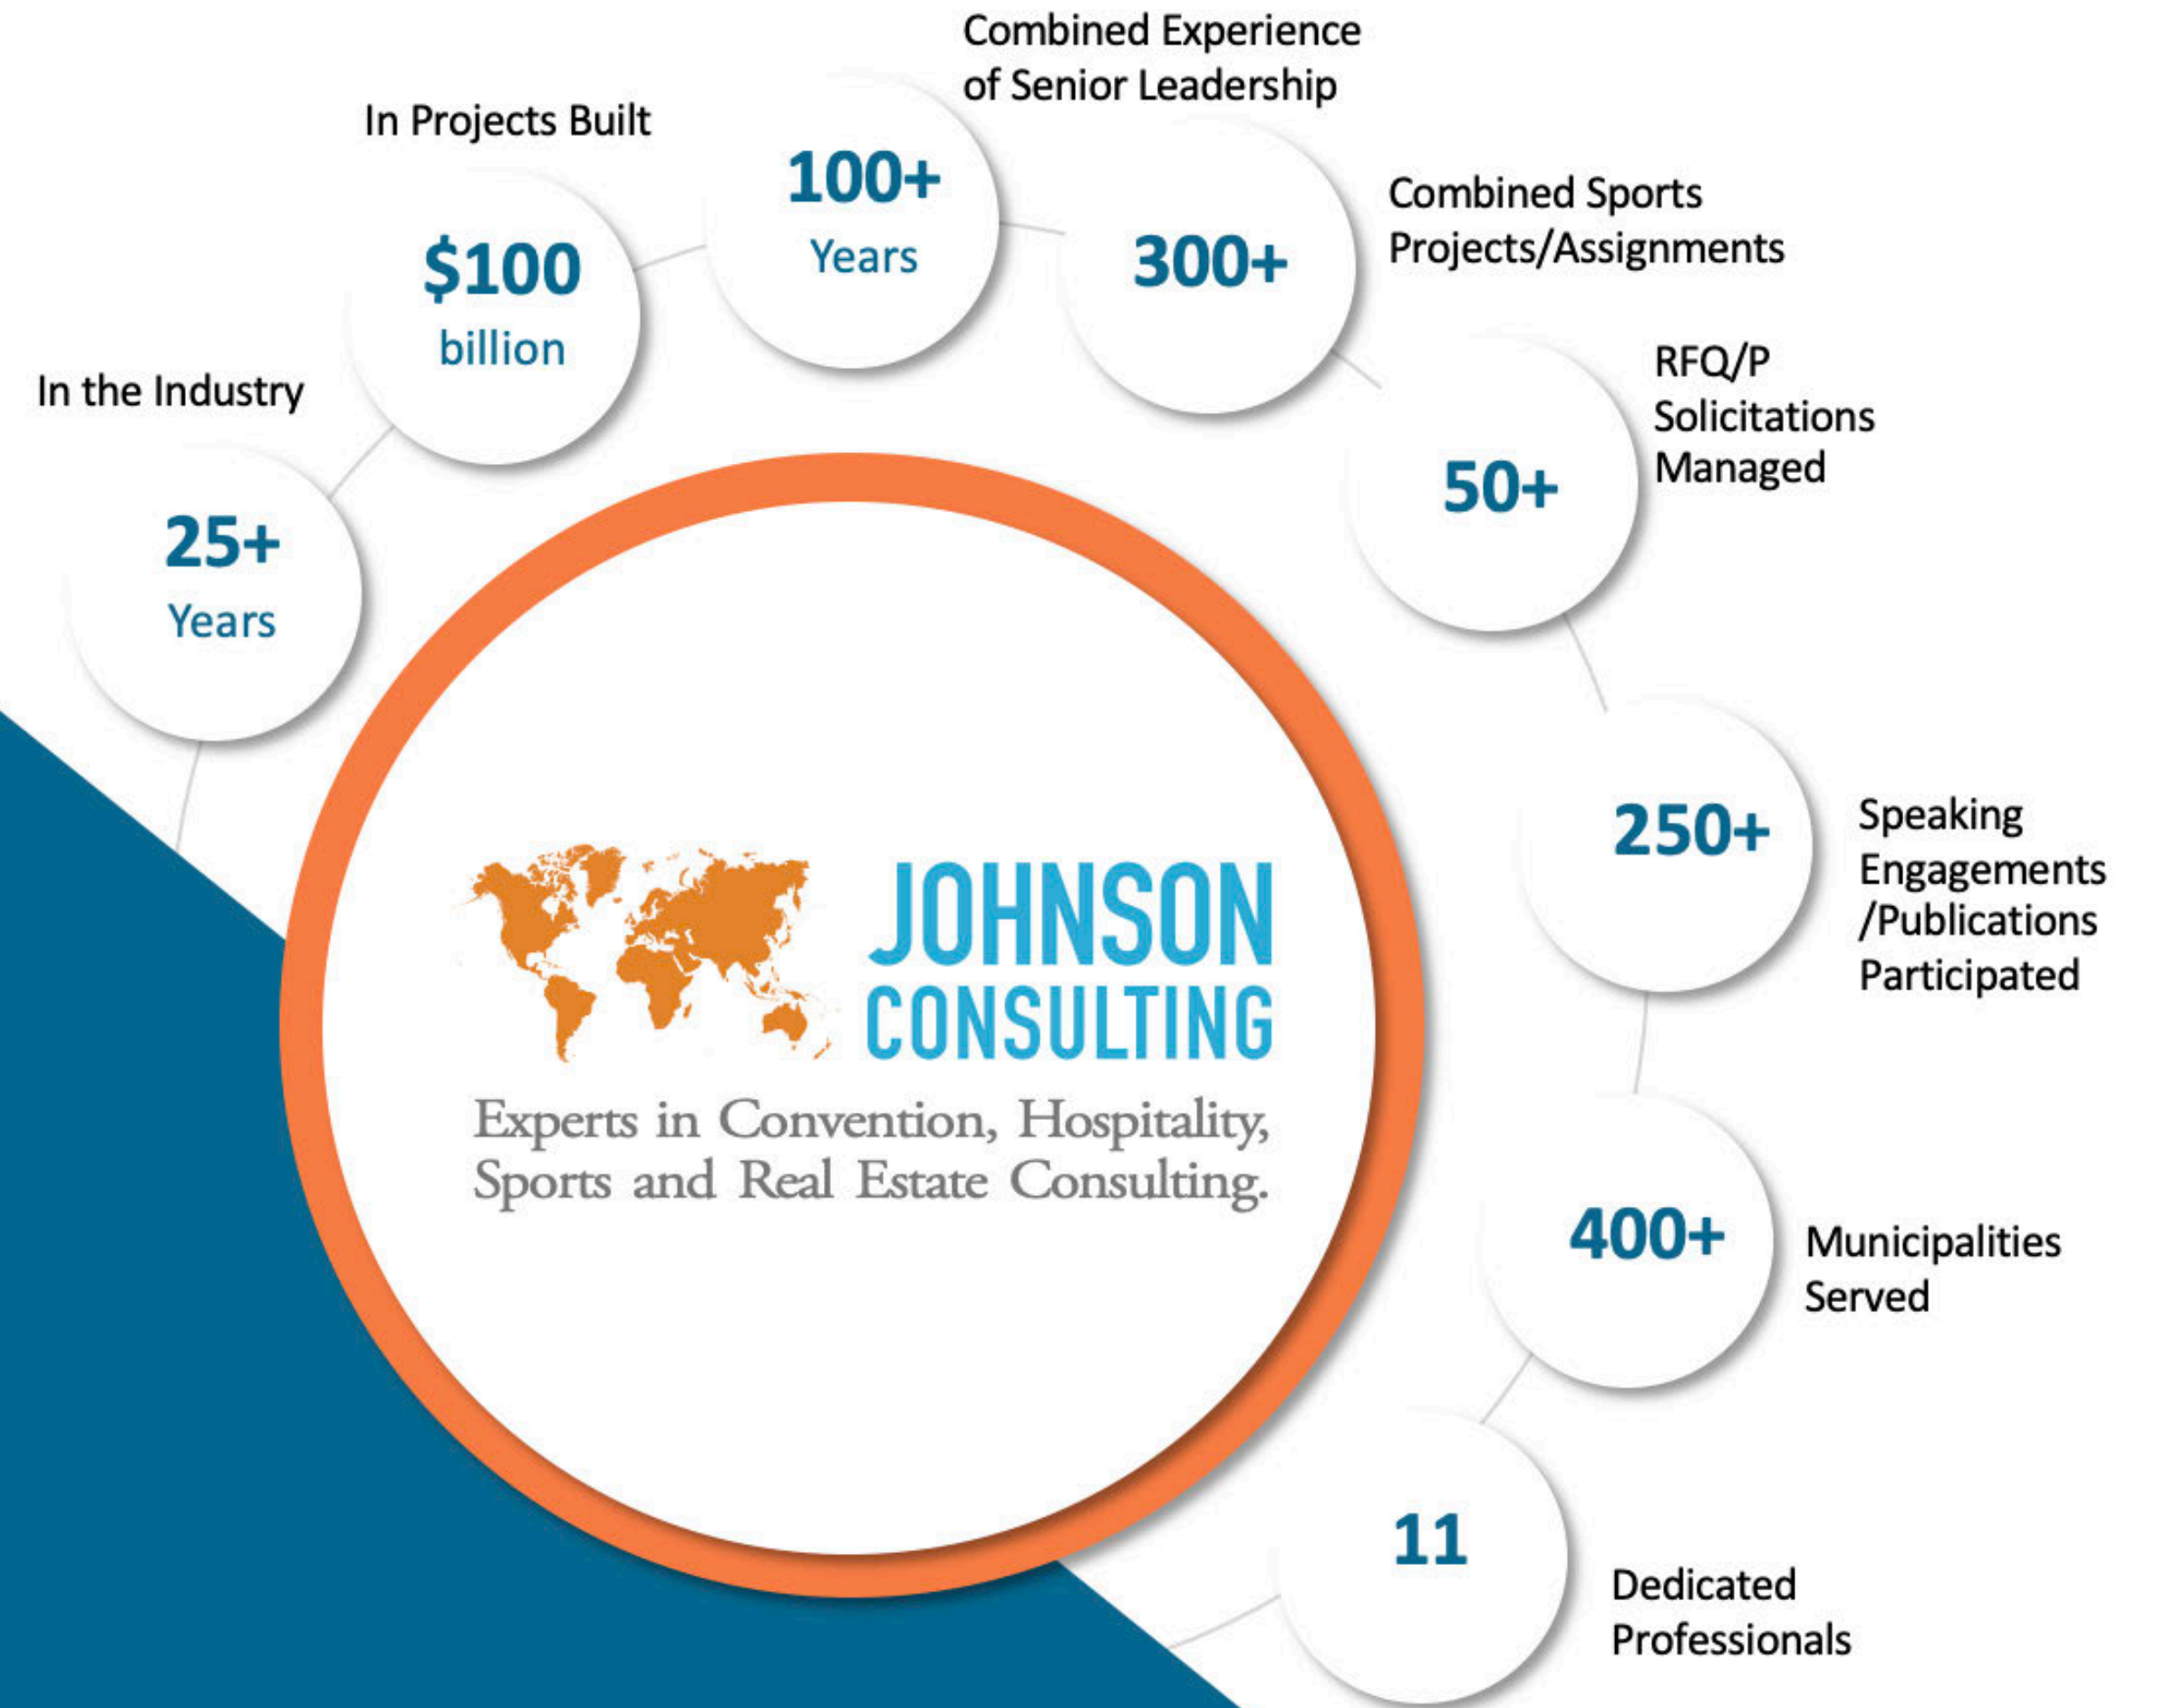 In the Industry
25+
Years
In Projects Built
$100
billion
Combined Experience
of Senior Leadership
100+
Years
Combined Sports
Projects/Assignments
300+
RFQ/P
Solicitations
Managed
50+
Speaking
Engagements
/Publications
Participated
250+
Municipalities
Served
400+
Dedicated
Professionals
11
JOHNSON
CONSULTING
Experts in Convention, Hospitality,
Sports and Real Estate Consulting.